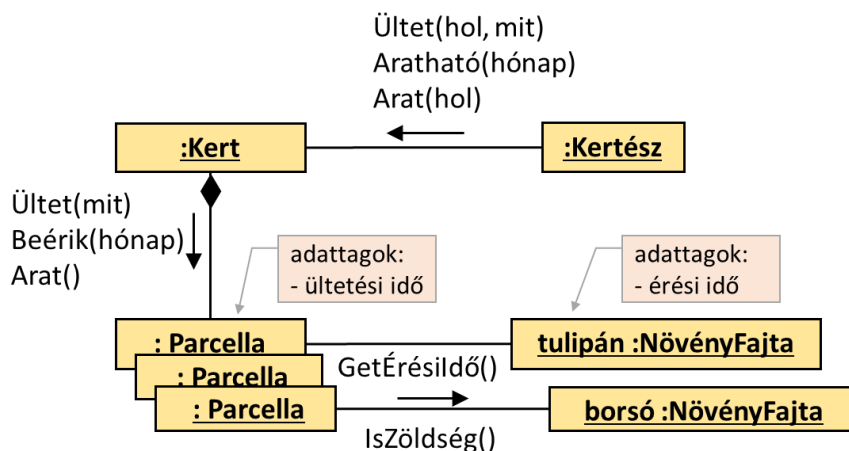 Ültet(hol, mit)
Aratható(hónap)
Arat(hol)
:Kert
:Kertész
Ültet(mit)
Beérik(hónap)
Arat()
adattagok:
- ültetési idő
adattagok:
- érési idő
: Parcella
tulipán :NövényFajta
: Parcella
GetÉrésiIdő()
: Parcella
borsó :NövényFajta
IsZöldség()